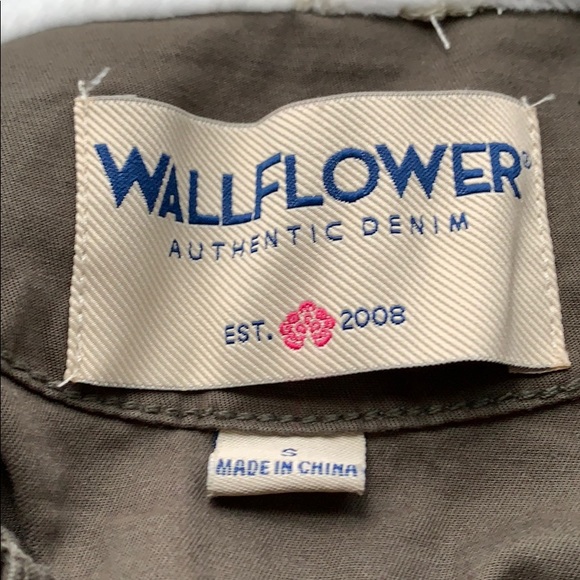 WALLFLOWER®
AUTHENTIC DENIM
EST. 2008
S
MADE IN CHINA